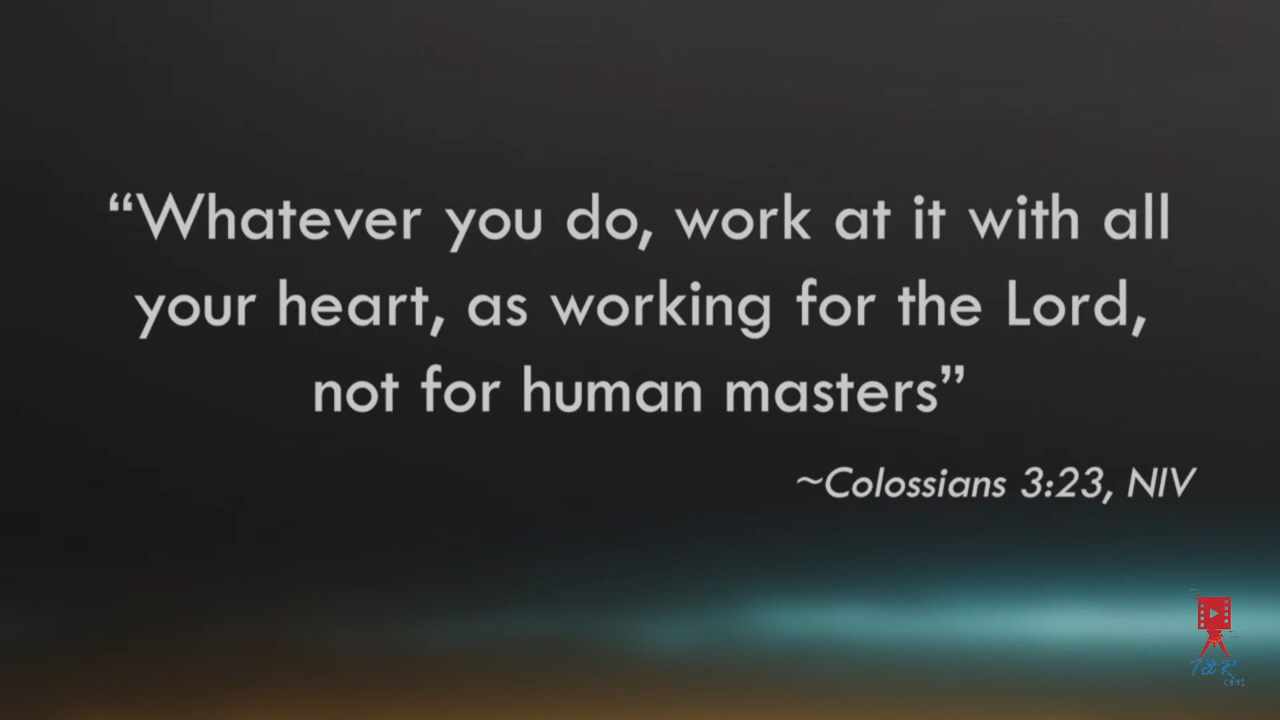 “Whatever you do, work at it with all
your heart, as working for the Lord,
not for human masters”
~Colossians 3:23, NIV